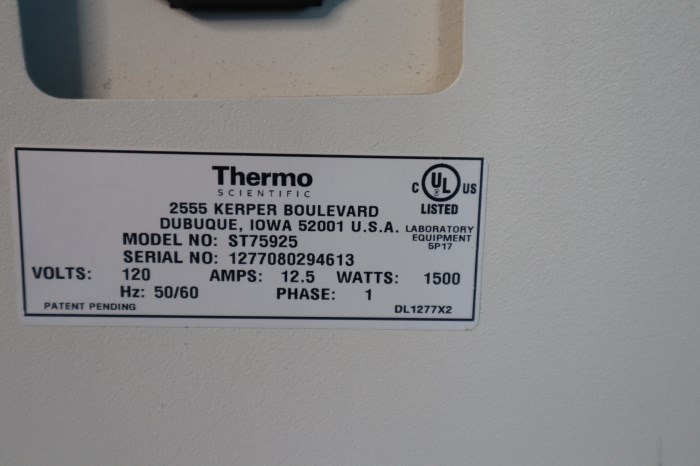 Thermo
SCIENTIFIC
2555 KERPER BOULEVARD
DUBUQUE, IOWA 52001 U.S.A.
C UL US
LISTED
LABORATORY
EQUIPMENT
5P17
MODEL NO: ST75925
SERIAL NO: 1277080294613
VOLTS: 120 AMPS: 12.5 WATTS: 1500
Hz: 50/60 PHASE: 1
PATENT PENDING DL1277X2